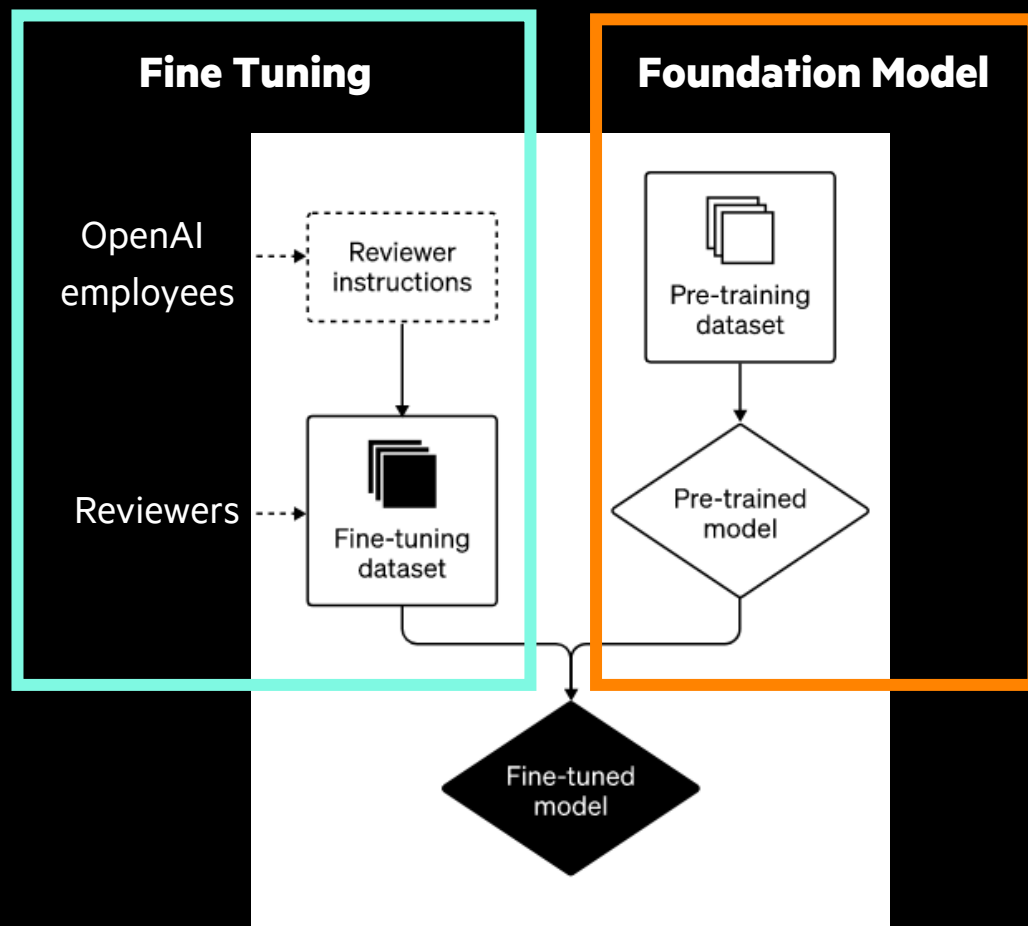 Fine Tuning
Foundation Model
OpenAI
employees
Reviewer
instructions
Pre-training
dataset
Reviewers
Fine-tuning
dataset
Pre-trained
model
Fine-tuned
model